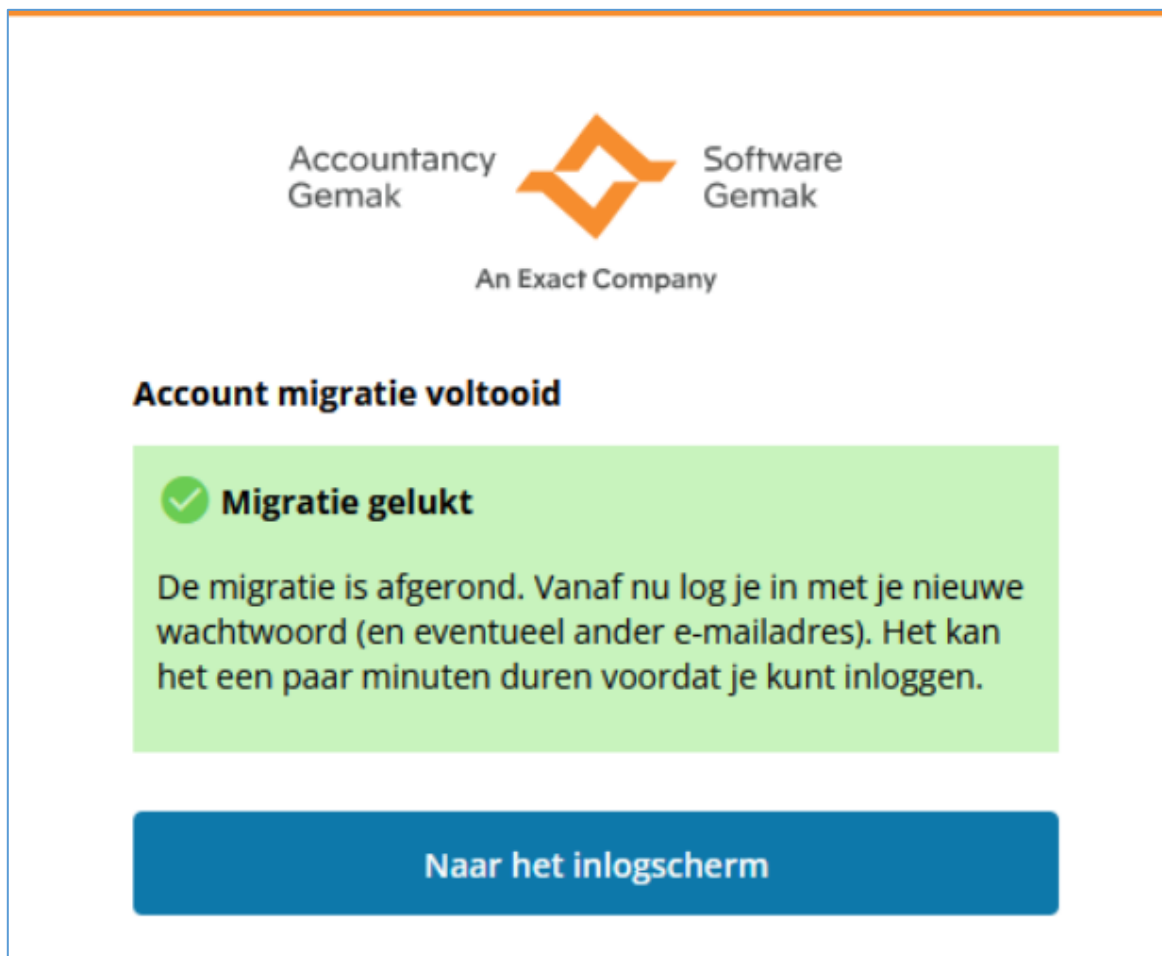 Accountancy Gemak
Software Gemak
An Exact Company
Account migratie voltooid
Migratie gelukt
De migratie is afgerond. Vanaf nu log je in met je nieuwe
wachtwoord (en eventueel ander e-mailadres). Het kan
het een paar minuten duren voordat je kunt inloggen.
Naar het inlogscherm